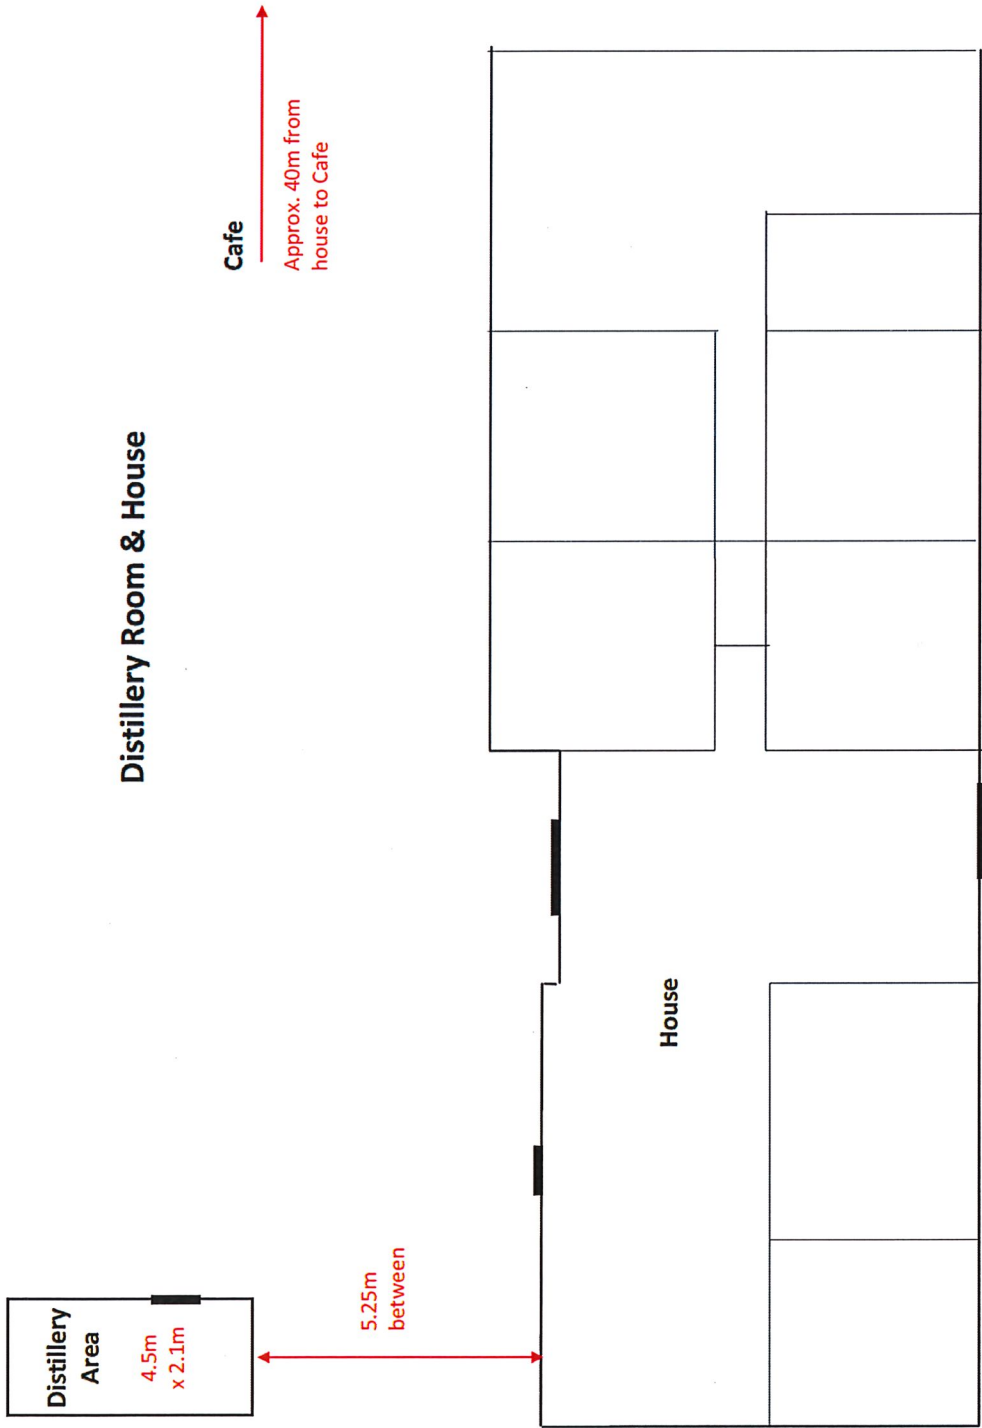 Distillery Room & House
Cafe
Approx. 40m from
house to Cafe
Distillery
Area
4.5m
x 2.1m
5.25m
between
House